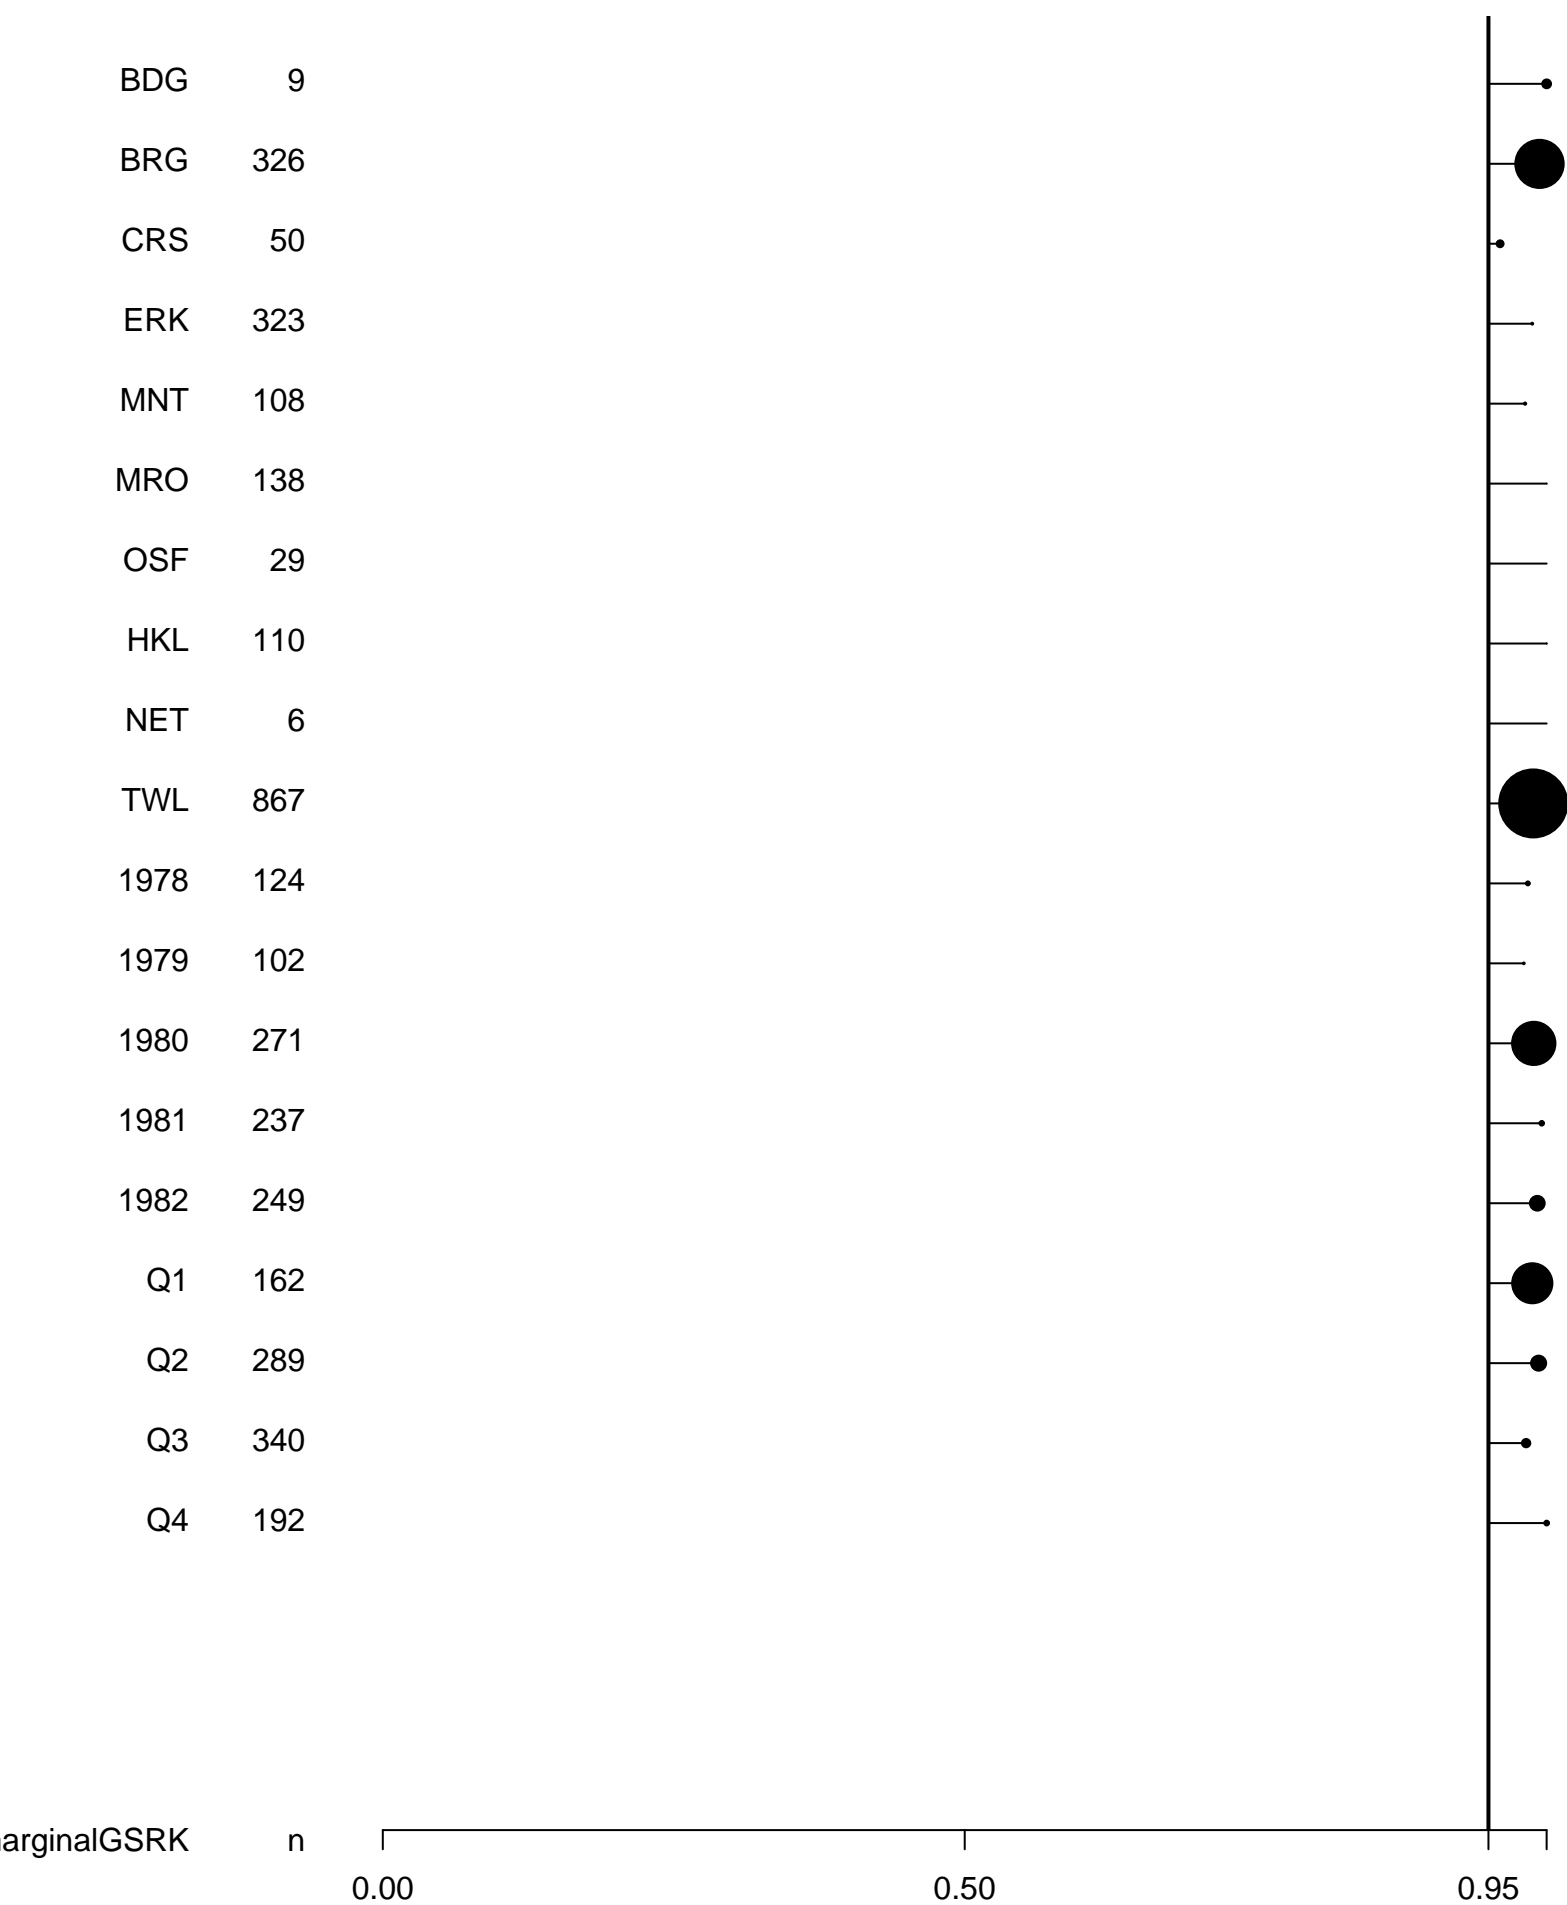 BDG 9
BRG 326
CRS 50
ERK 323
MNT 108
MRO 138
OSF 29
HKL 110
NET 6
TWL 867
1978 124
1979 102
1980 271
1981 237
1982 249
Q1 162
Q2 289
Q3 340
Q4 192
arginalGSRK n
0.00 0.50 0.95